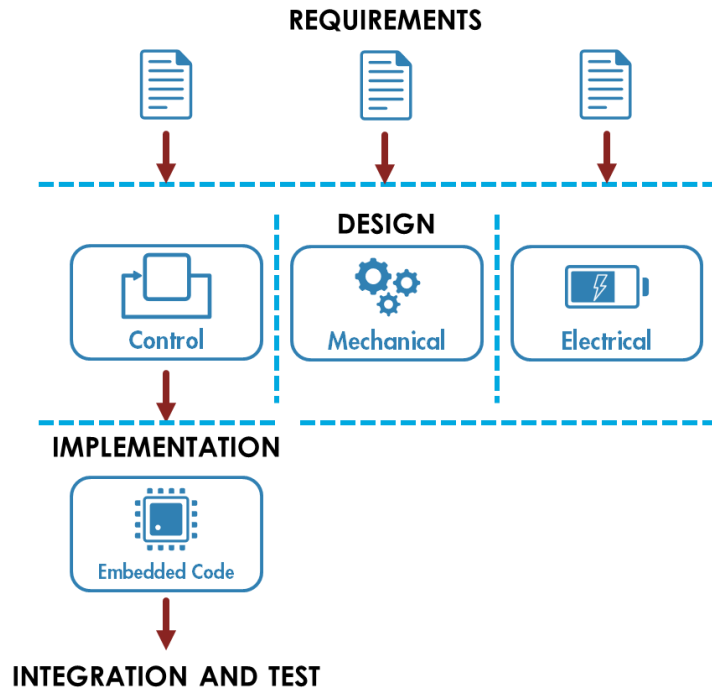 REQUIREMENTS
DESIGN
Control
Mechanical
Electrical
IMPLEMENTATION
Embedded Code
INTEGRATION AND TEST